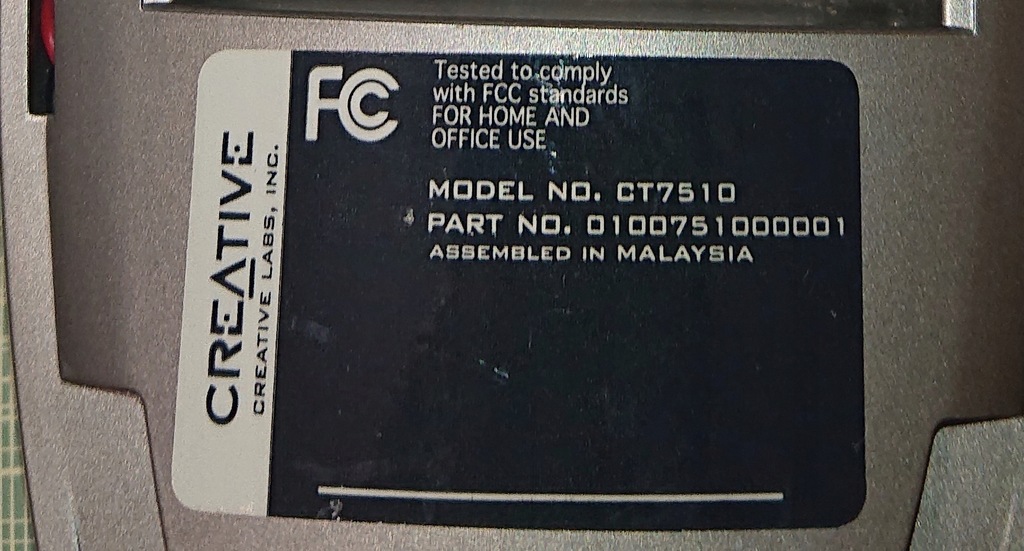 CREATIVE
CREATIVE LABS, INC.
FC
Tested to comply
with FCC standards
FOR HOME AND
OFFICE USE
MODEL NO. CT7510
PART NO. 0100751000001
ASSEMBLED IN MALAYSIA